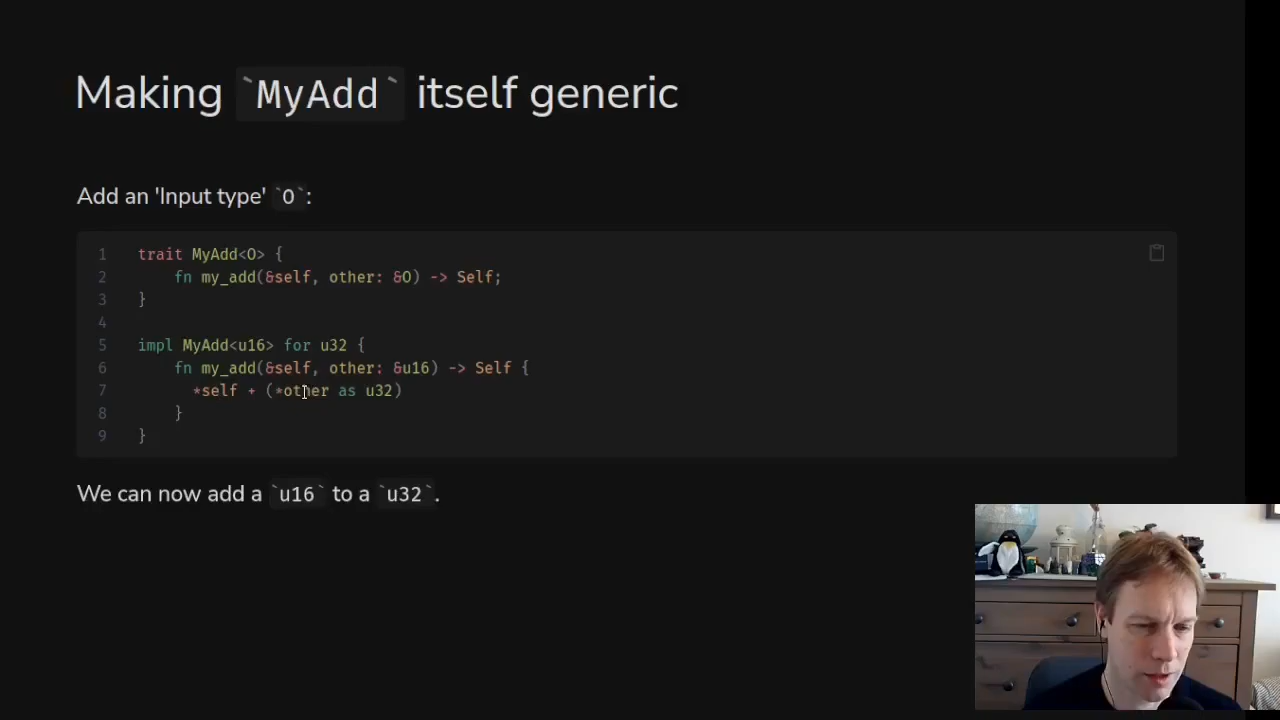 Making `MyAdd` itself generic
Add an 'Input type' `O`:
1 trait MyAdd<O> {
2 fn my_add(&self, other: &O) -> Self;
3 }
4
5 impl MyAdd<u16> for u32 {
6 fn my_add(&self, other: &u16) -> Self {
7 *self + (*other as u32)
8 }
9 }
We can now add a `u16` to a `u32`.